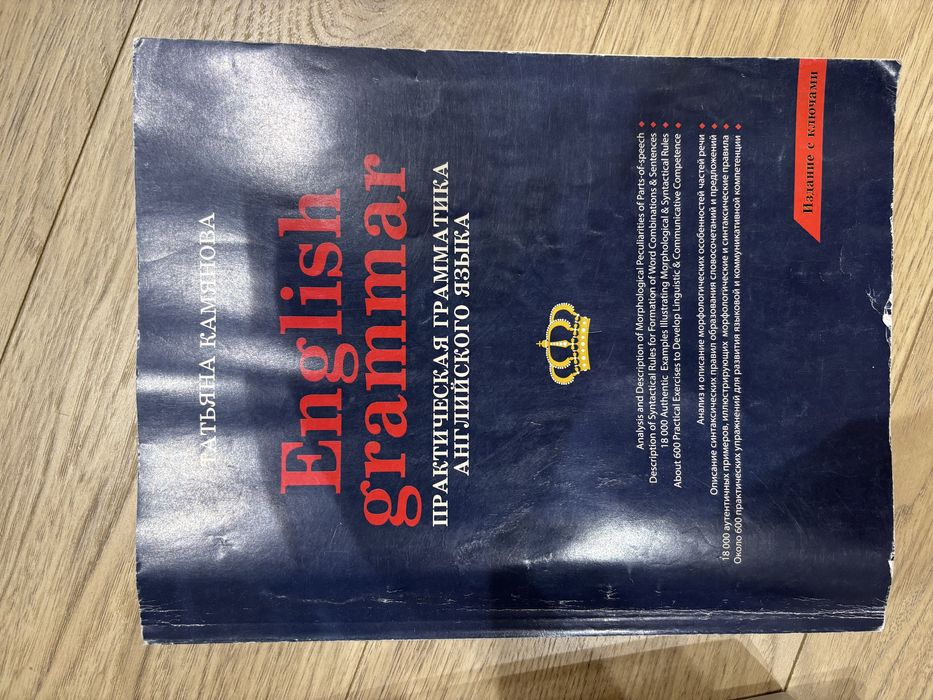 ТАТЬЯНА КАМЯНОВА
English
grammar
ПРАКТИЧЕСКАЯ ГРАММАТИКА
АНГЛИЙСКОГО ЯЗЫКА
Analysis and Description of Morphological Peculiarities of Parts-of-speech
Description of Syntactical Rules for Formation of Word Combinations & Sentences
18 000 Authentic Examples Illustrating Morphological & Syntactical Rules
About 600 Practical Exercises to Develop Linguistic & Communicative Competence
Анализ и описание морфологических особенностей частей речи
Описание синтаксических правил образования словосочетаний и предложений
18 000 аутентичных примеров, иллюстрирующих морфологические и синтаксические правила
Около 600 практических упражнений для развития языковой и коммуникативной компетенции
Издание с ключами